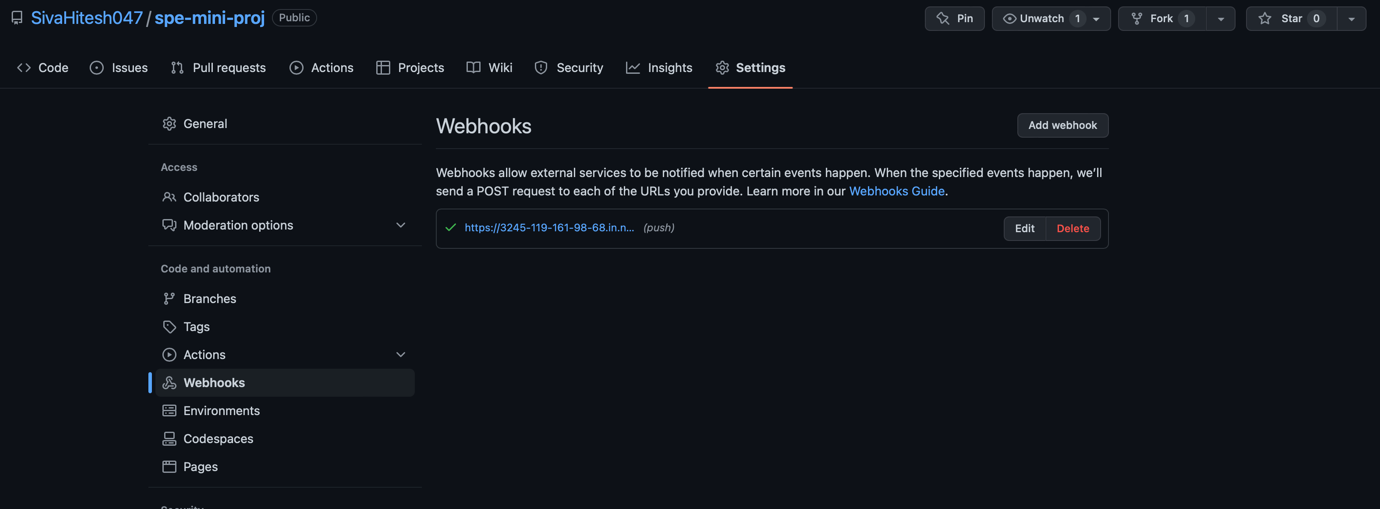 SivaHitesh047 / spe-mini-proj Public
Pin Unwatch 1 Fork 1 Star 0
Code Issues Pull requests Actions Projects Wiki Security Insights Settings
General
Access
Collaborators
Moderation options
Code and automation
Branches
Tags
Actions
Webhooks
Environments
Codespaces
Pages
Security
Webhooks
Add webhook
Webhooks allow external services to be notified when certain events happen. When the specified events happen, we’ll
send a POST request to each of the URLs you provide. Learn more in our Webhooks Guide.
https://3245-119-161-98-68.in.n... (push)
Edit Delete